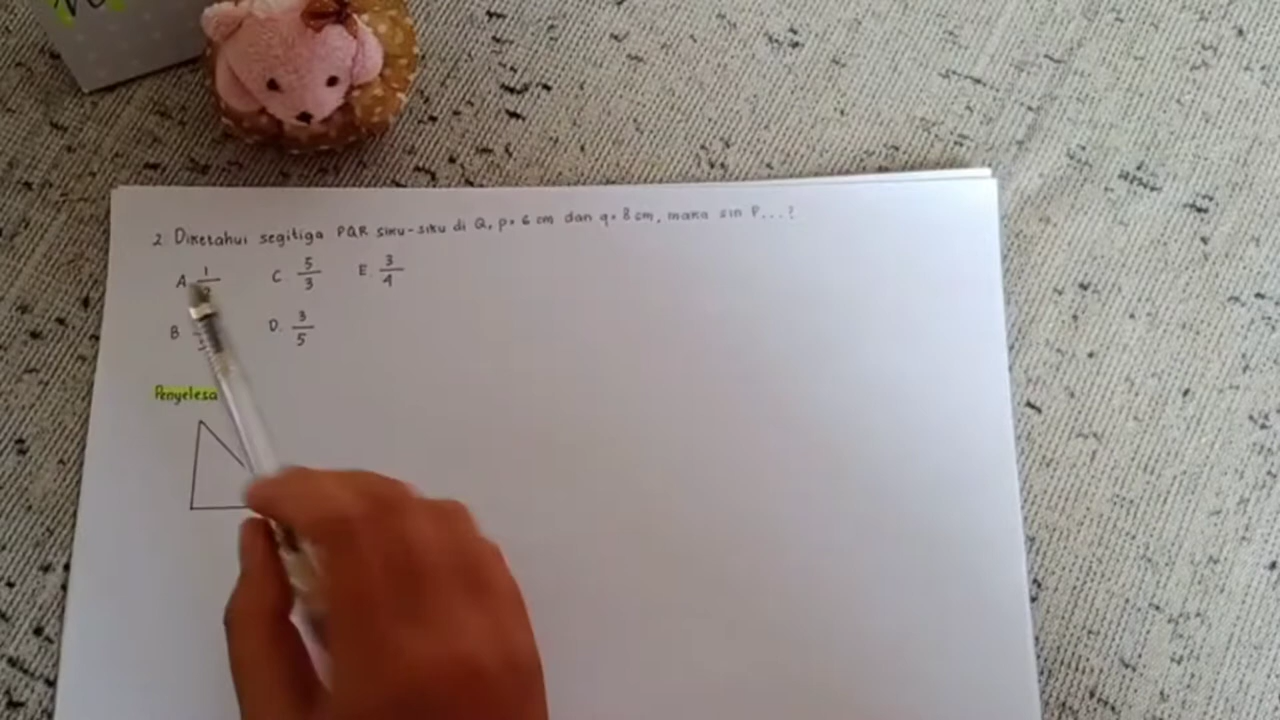 2. Diketahui segitiga PQR siku-siku di Q, p= 6 cm dan q= 8 cm, maka sin P...?
A. 1 C. 5/3 E. 3/4
B. D. 3/5
Penyelesa